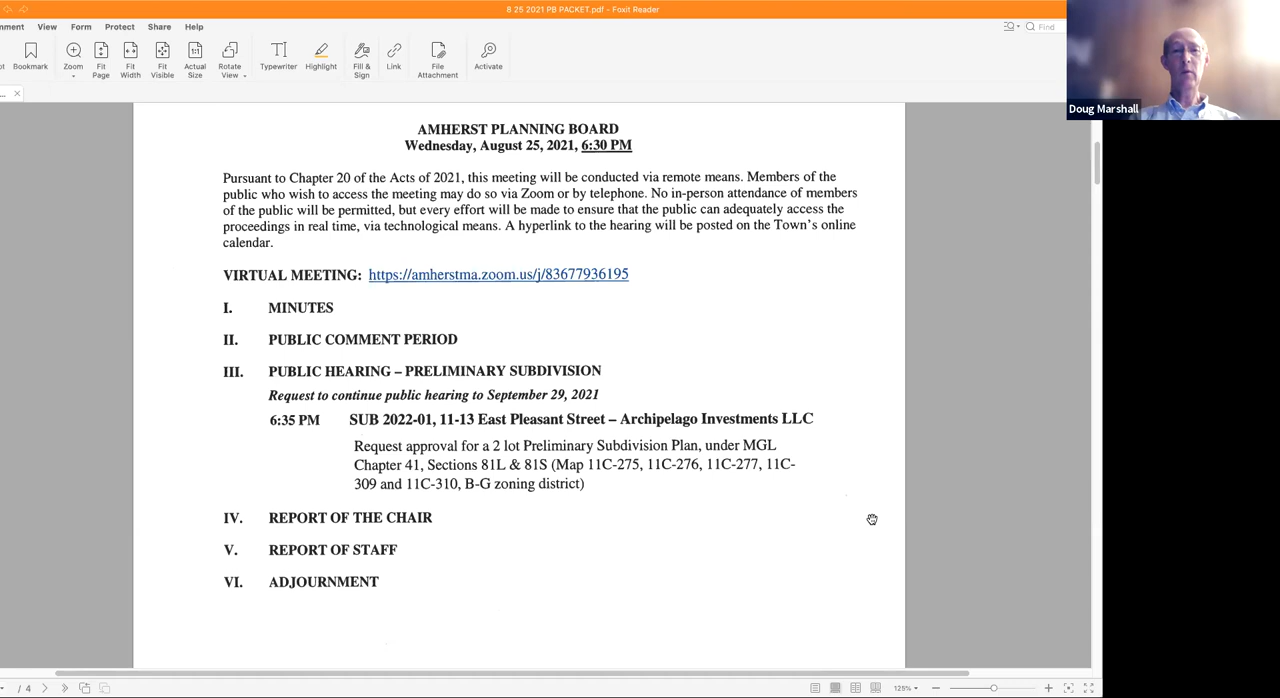 8 25 2021 PB PACKET.pdf - Foxit Reader
View Form Protect Share Help
Find
Bookmark
Zoom
Fit Page
Fit Width
Fit Visible
Actual Size
Rotate View
Typewriter
Highlight
Fill & Sign
Link
File Attachment
Activate
Doug Marshall
AMHERST PLANNING BOARD
Wednesday, August 25, 2021, 6:30 PM
Pursuant to Chapter 20 of the Acts of 2021, this meeting will be conducted via remote means. Members of the
public who wish to access the meeting may do so via Zoom or by telephone. No in-person attendance of members
of the public will be permitted, but every effort will be made to ensure that the public can adequately access the
proceedings in real time, via technological means. A hyperlink to the hearing will be posted on the Town's online
calendar.
VIRTUAL MEETING: https://amherstma.zoom.us/j/83677936195
I. MINUTES
II. PUBLIC COMMENT PERIOD
III. PUBLIC HEARING – PRELIMINARY SUBDIVISION
Request to continue public hearing to September 29, 2021
6:35 PM SUB 2022-01, 11-13 East Pleasant Street – Archipelago Investments LLC
Request approval for a 2 lot Preliminary Subdivision Plan, under MGL
Chapter 41, Sections 81L & 81S (Map 11C-275, 11C-276, 11C-277, 11C-
309 and 11C-310, B-G zoning district)
IV. REPORT OF THE CHAIR
V. REPORT OF STAFF
VI. ADJOURNMENT
/ 4
125%